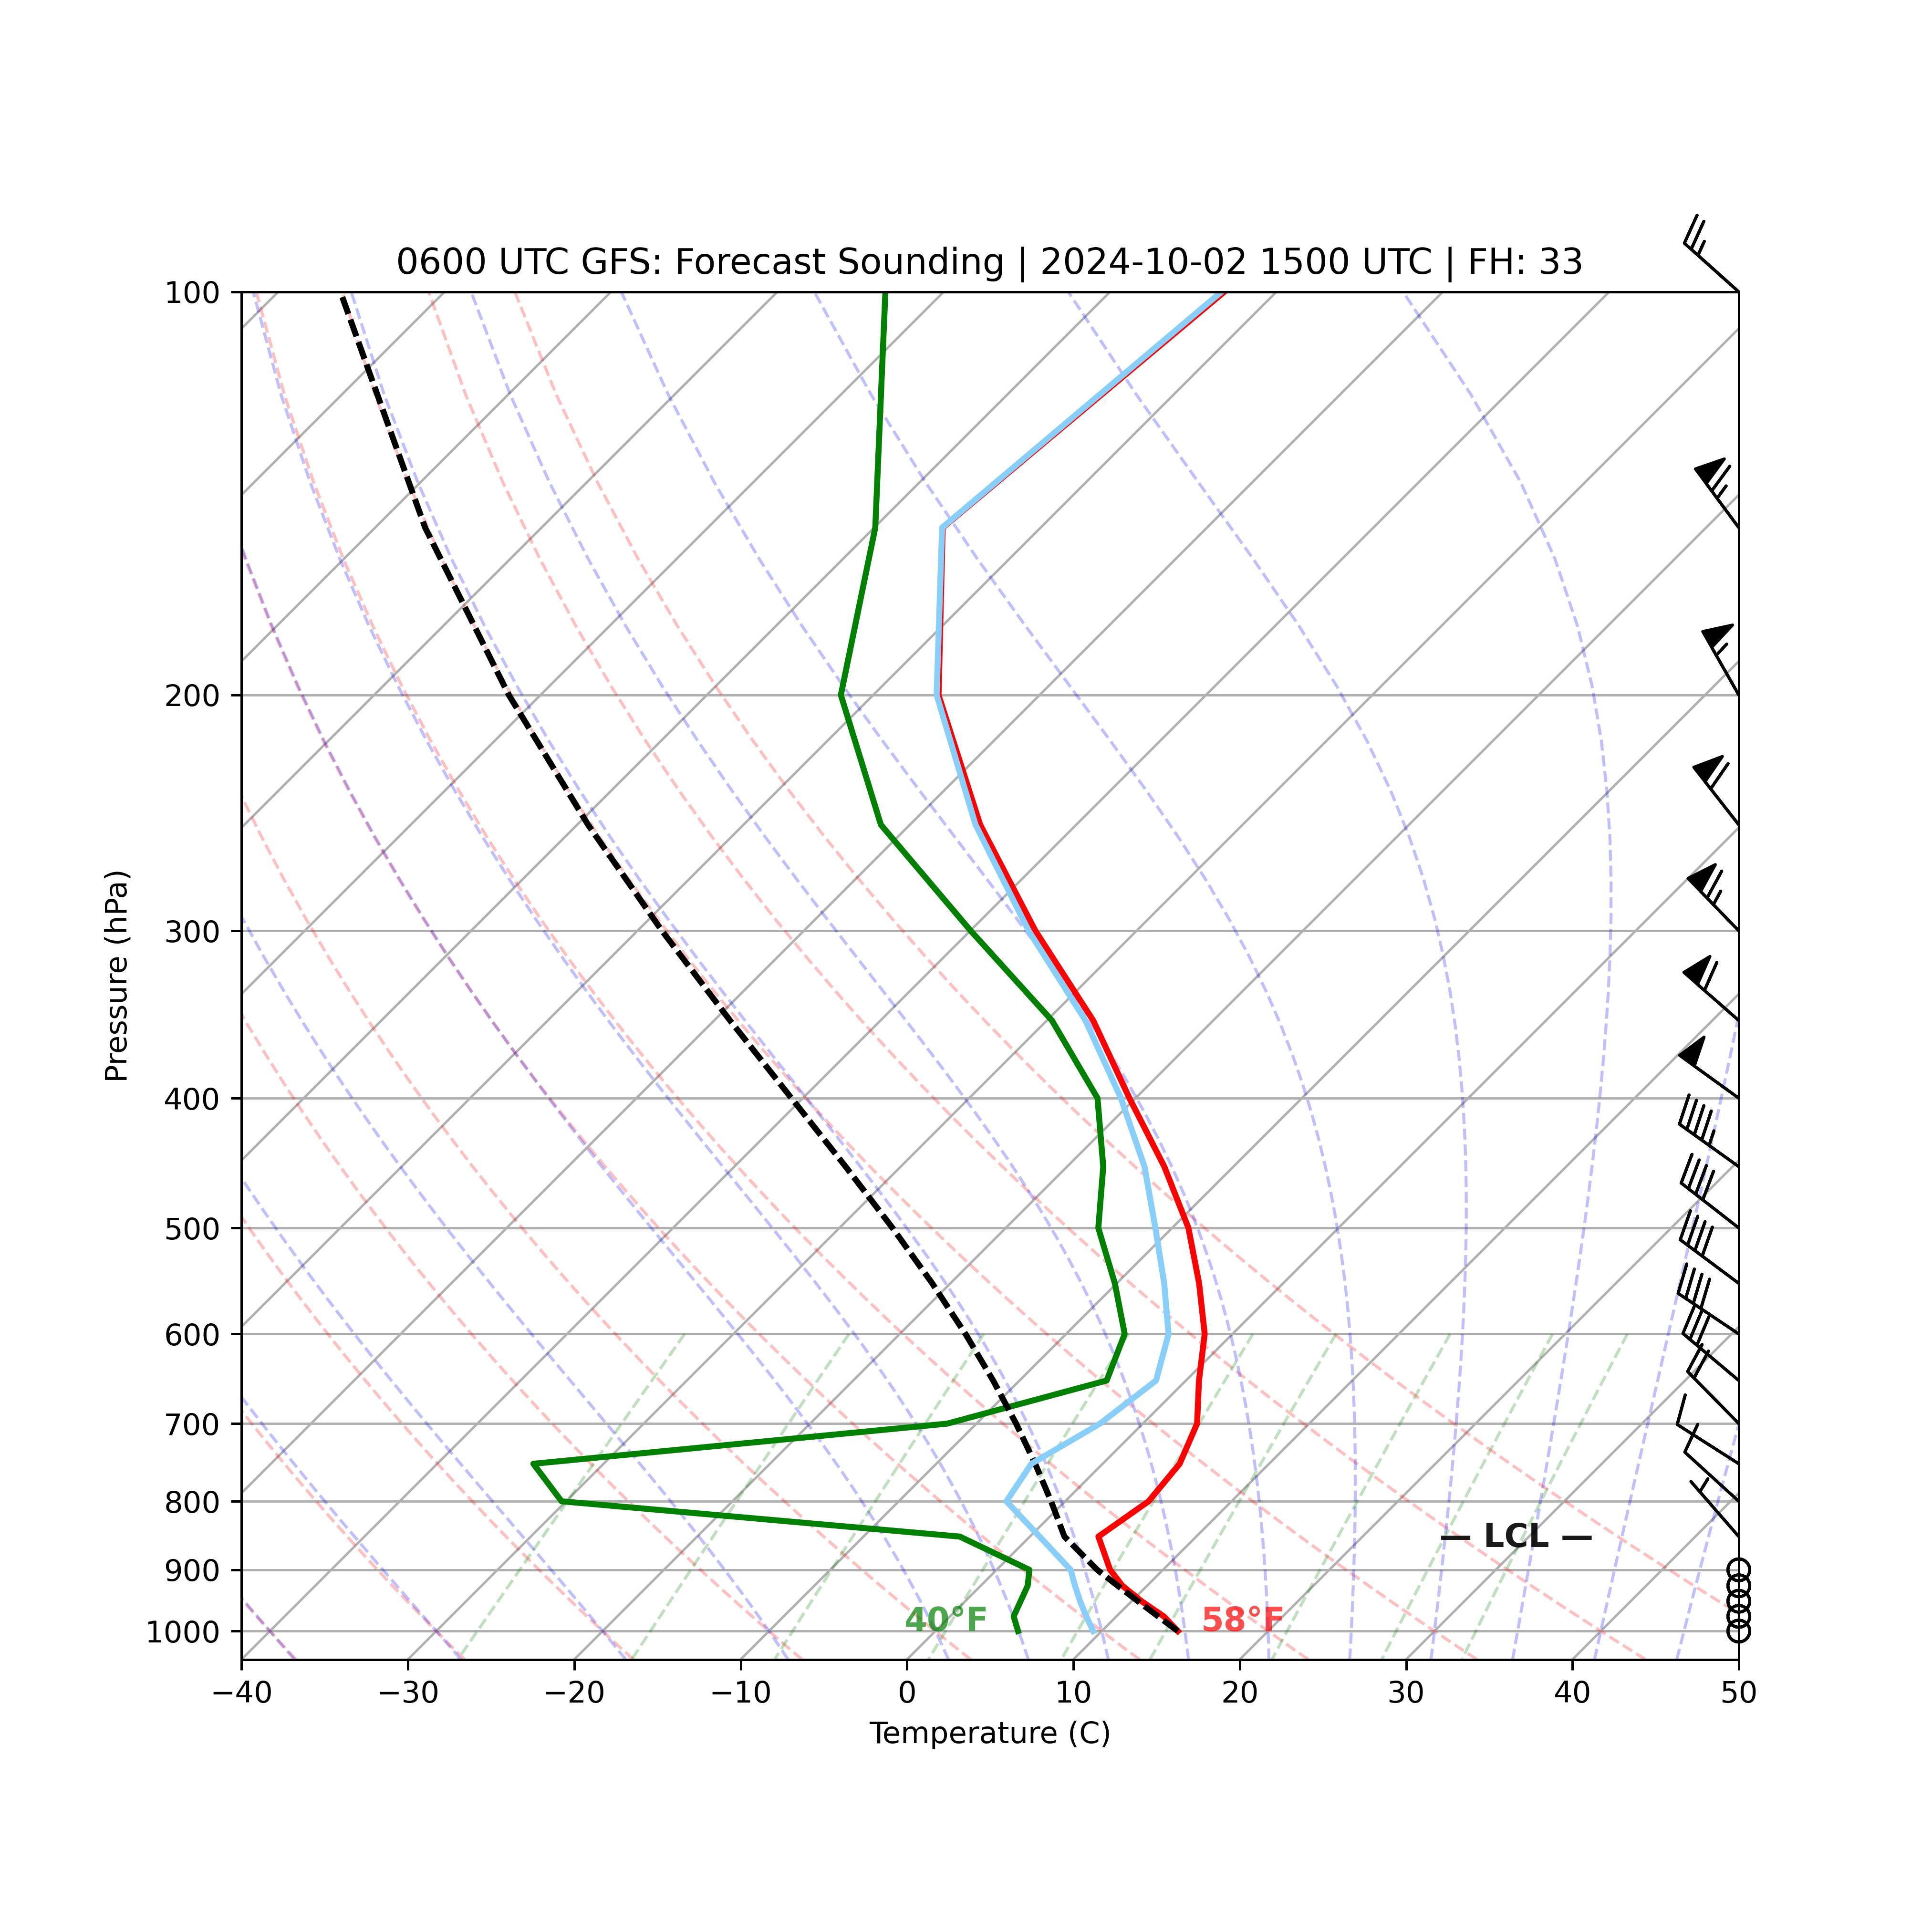 0600 UTC GFS: Forecast Sounding | 2024-10-02 1500 UTC | FH: 33
100
200
300
400
500
600
700
800
900
1000
Pressure (hPa)
— LCL —
40°F
58°F
−40 −30 −20 −10 0 10 20 30 40 50
Temperature (C)